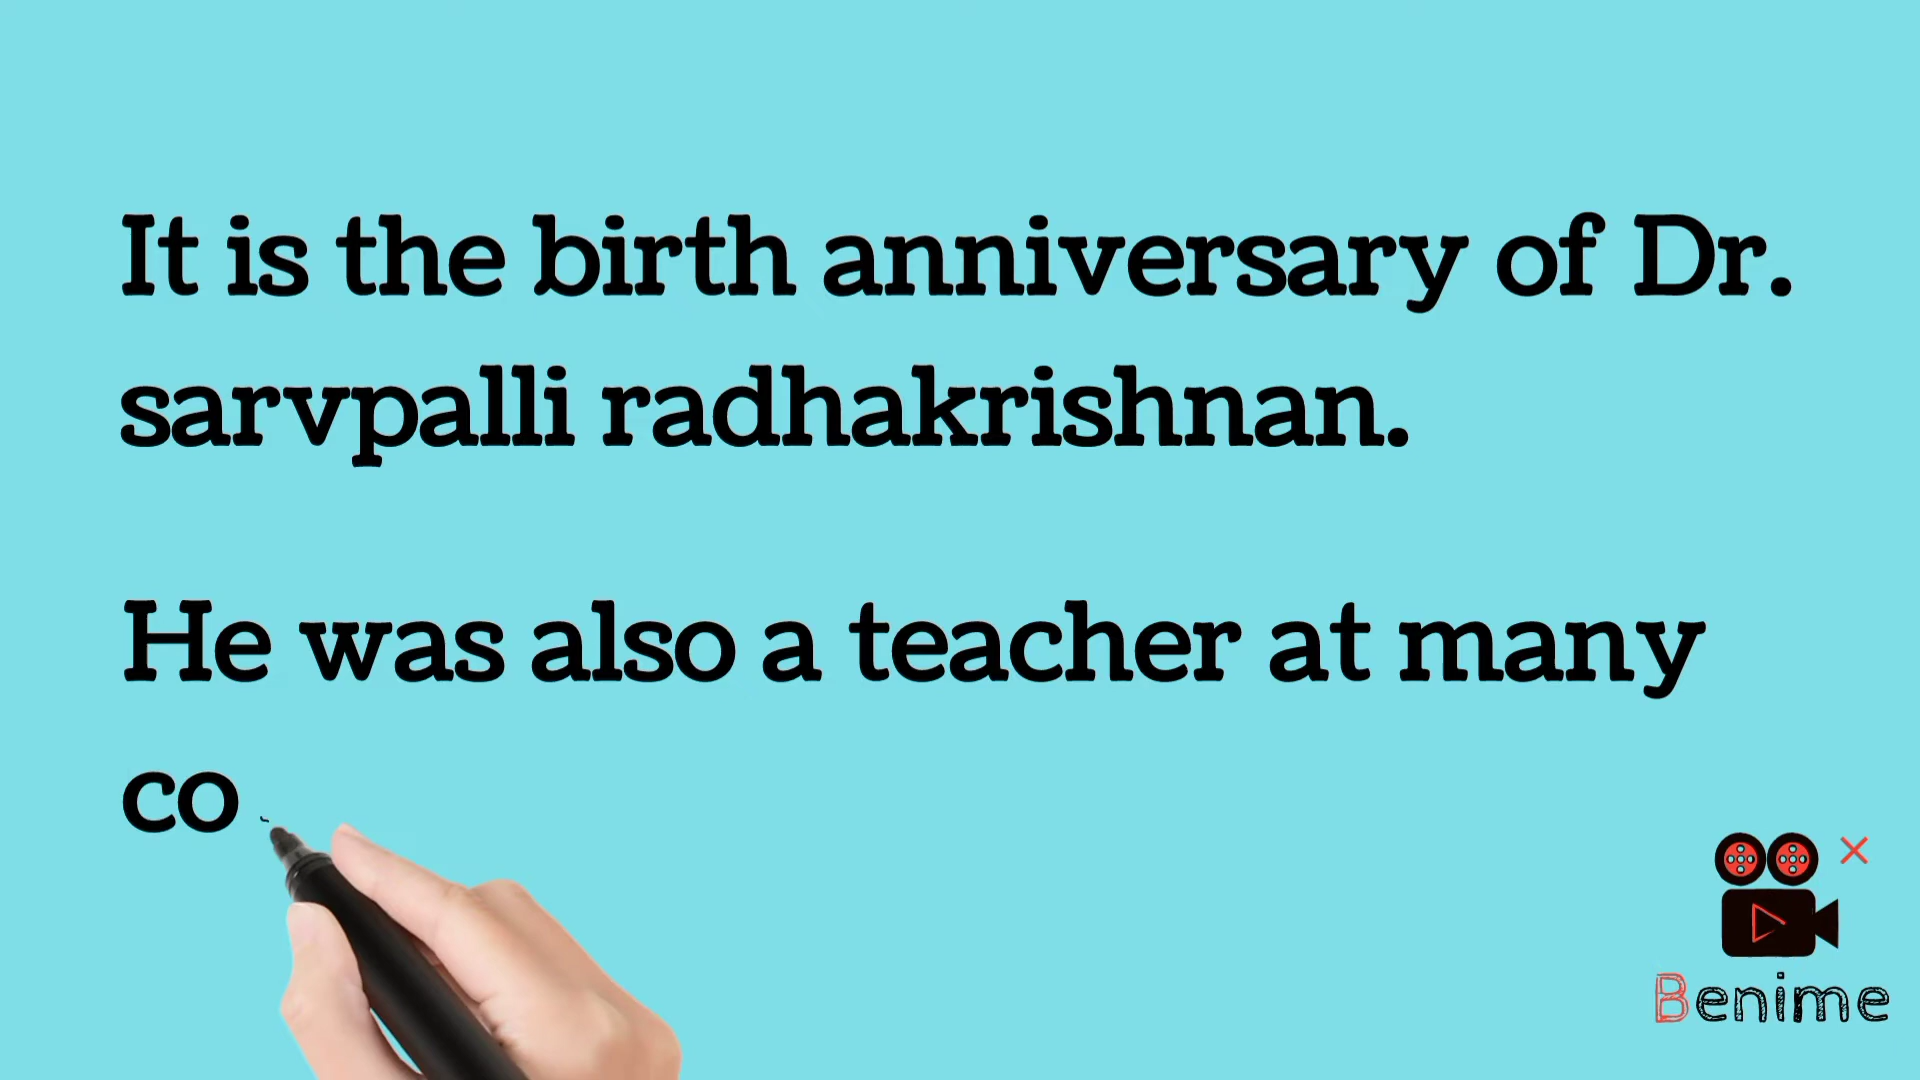 It is the birth anniversary of Dr.
sarvpalli radhakrishnan.
He was also a teacher at many
co
Benime